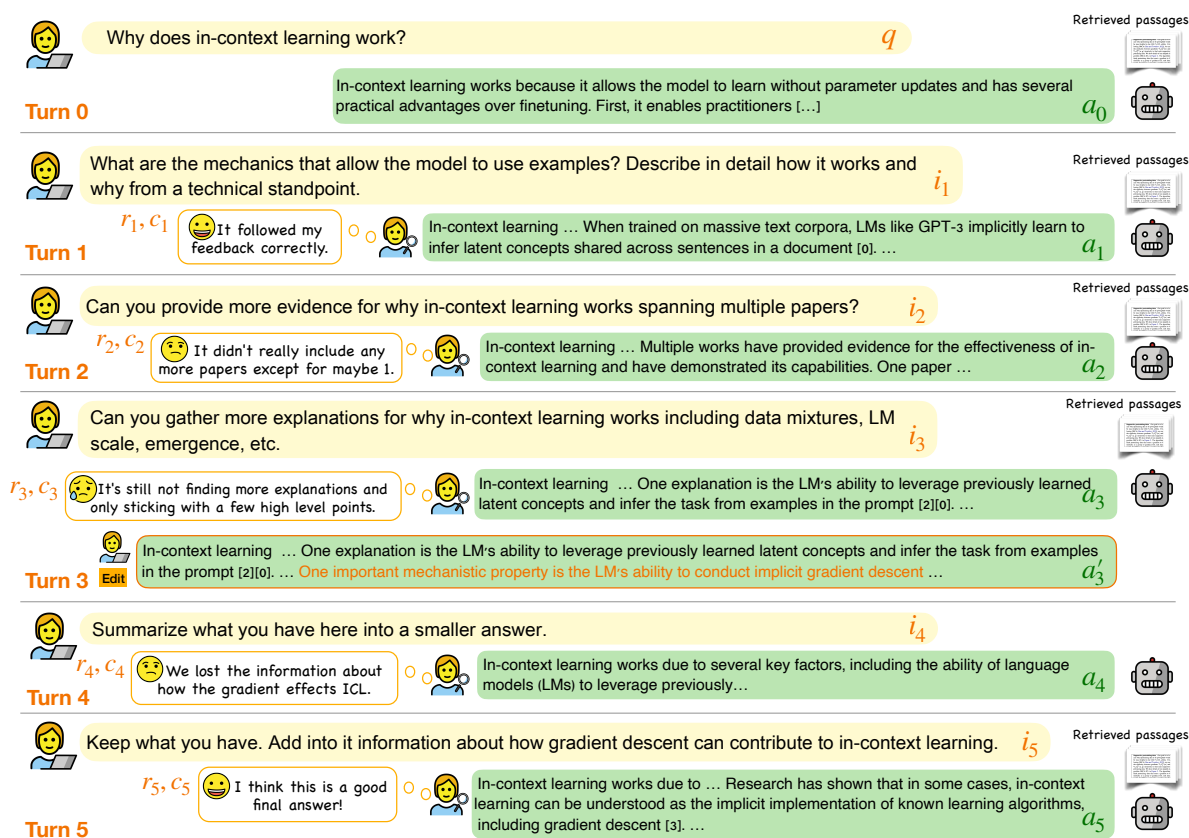 Retrieved passages
Why does in-context learning work?
q
In-context learning works because it allows the model to learn without parameter updates and has several
practical advantages over finetuning. First, it enables practitioners […]
a0
Turn 0
What are the mechanics that allow the model to use examples? Describe in detail how it works and
why from a technical standpoint.
i1
Retrieved passages
r1, c1
It followed my
feedback correctly.
In-context learning … When trained on massive text corpora, LMs like GPT-3 implicitly learn to
infer latent concepts shared across sentences in a document [0]. …
a1
Turn 1
Retrieved passages
Can you provide more evidence for why in-context learning works spanning multiple papers?
i2
r2, c2
It didn't really include any
more papers except for maybe 1.
In-context learning … Multiple works have provided evidence for the effectiveness of in-
context learning and have demonstrated its capabilities. One paper …
a2
Turn 2
Retrieved passages
Can you gather more explanations for why in-context learning works including data mixtures, LM
scale, emergence, etc.
i3
r3, c3
It's still not finding more explanations and
only sticking with a few high level points.
In-context learning … One explanation is the LM's ability to leverage previously learned
latent concepts and infer the task from examples in the prompt [2][0]. …
a3
Edit
In-context learning … One explanation is the LM's ability to leverage previously learned latent concepts and infer the task from examples
in the prompt [2][0]. … One important mechanistic property is the LM's ability to conduct implicit gradient descent …
a′3
Turn 3
Summarize what you have here into a smaller answer.
i4
r4, c4
We lost the information about
how the gradient effects ICL.
In-context learning works due to several key factors, including the ability of language
models (LMs) to leverage previously…
a4
Turn 4
Keep what you have. Add into it information about how gradient descent can contribute to in-context learning.
i5
Retrieved passages
r5, c5
I think this is a good
final answer!
In-context learning works due to … Research has shown that in some cases, in-context
learning can be understood as the implicit implementation of known learning algorithms,
including gradient descent [3]. …
a5
Turn 5